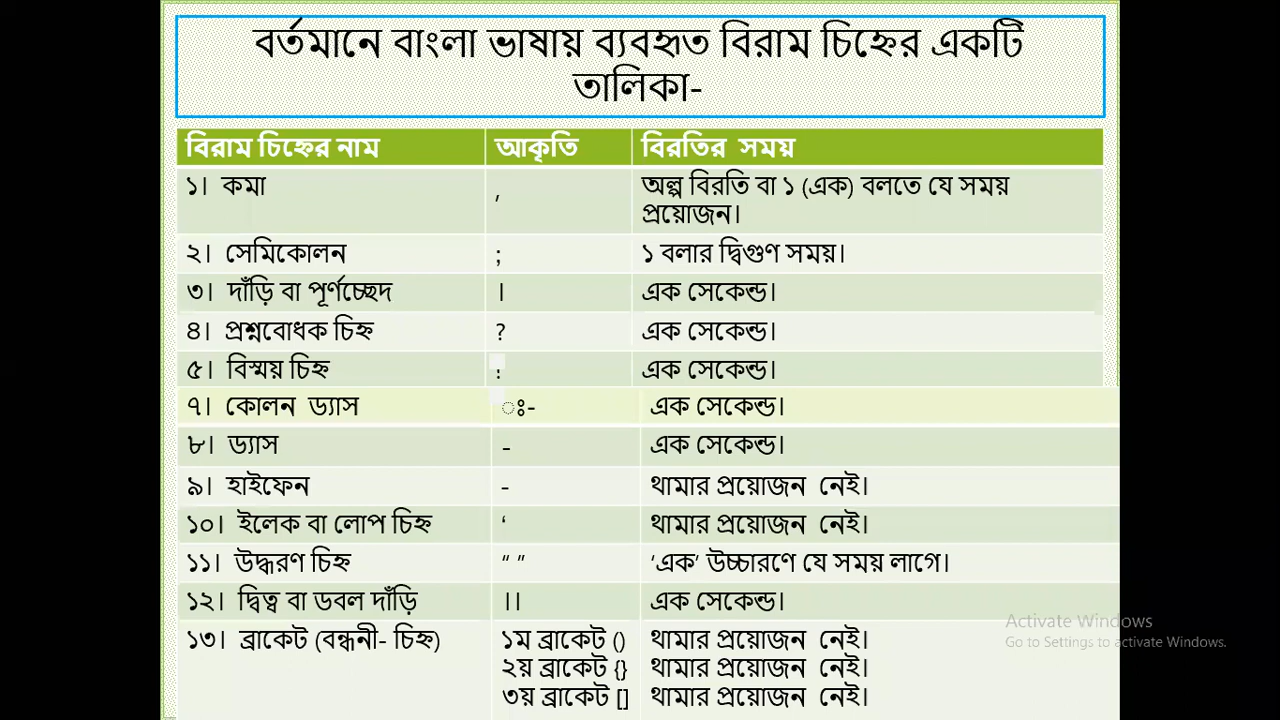 বর্তমানে বাংলা ভাষায় ব্যবহৃত বিরাম চিহ্নের একটি
তালিকা-
বিরাম চিহ্নের নাম আকৃতি বিরতির সময়
১। কমা , অল্প বিরতি বা ১ (এক) বলতে যে সময়
প্রয়োজন।
২। সেমিকোলন ; ১ বলার দ্বিগুণ সময়।
৩। দাঁড়ি বা পূর্ণচ্ছেদ । এক সেকেন্ড।
৪। প্রশ্নবোধক চিহ্ন ? এক সেকেন্ড।
৫। বিস্ময় চিহ্ন ! এক সেকেন্ড।
৭। কোলন ড্যাস ঃ- এক সেকেন্ড।
৮। ড্যাস - এক সেকেন্ড।
৯। হাইফেন - থামার প্রয়োজন নেই।
১০। ইলেক বা লোপ চিহ্ন ‘ থামার প্রয়োজন নেই।
১১। উদ্ধরণ চিহ্ন “ ” ‘এক’ উচ্চারণে যে সময় লাগে।
১২। দ্বিত্ব বা ডবল দাঁড়ি ।। এক সেকেন্ড।
১৩। ব্রাকেট (বন্ধনী- চিহ্ন) ১ম ব্রাকেট () থামার প্রয়োজন নেই।
২য় ব্রাকেট {} থামার প্রয়োজন নেই।
৩য় ব্রাকেট [] থামার প্রয়োজন নেই।
Activate Windows
Go to Settings to activate Windows.